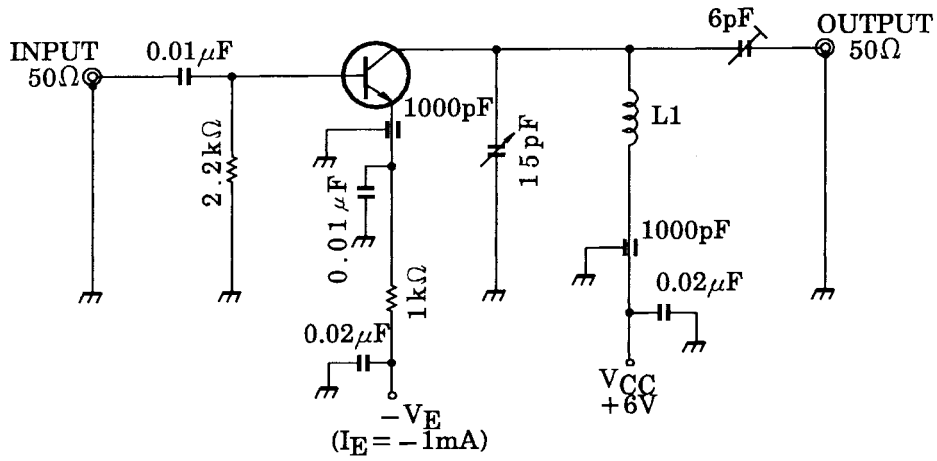 INPUT
50Ω
0.01μF
2.2kΩ
1000pF
0.01μF
1kΩ
0.02μF
−VE
(IE = −1mA)
15pF
6pF
OUTPUT
50Ω
L1
1000pF
0.02μF
VCC
+6V